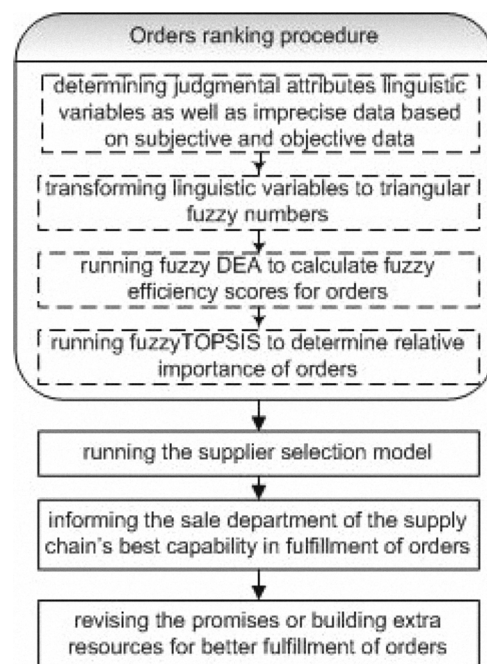 Orders ranking procedure
determining judgmental attributes linguistic
variables as well as imprecise data based
on subjective and objective data
transforming linguistic variables to triangular
fuzzy numbers
running fuzzy DEA to calculate fuzzy
efficiency scores for orders
running fuzzyTOPSIS to determine relative
importance of orders
running the supplier selection model
informing the sale department of the supply
chain's best capability in fulfillment of orders
revising the promises or building extra
resources for better fulfillment of orders